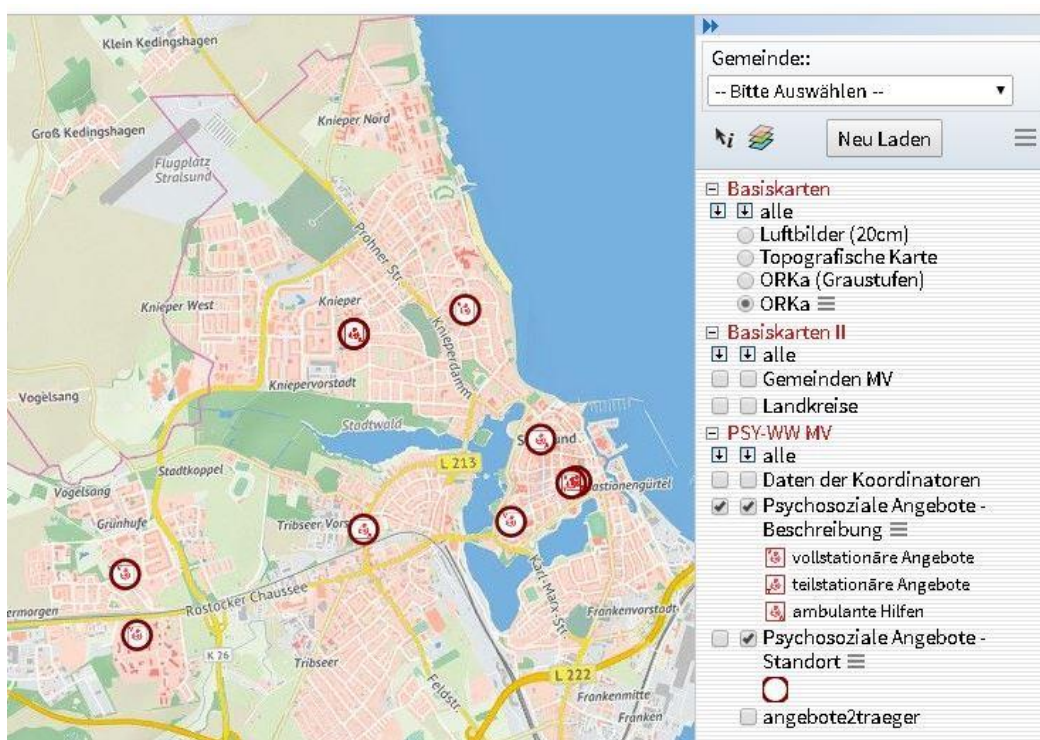 Klein Kedingshagen
Groß Kedingshagen
Knieper Nord
Flugplatz
Stralsund
Prohner Str.
Knieper West
Knieper
Knieperdamm
Kniepervorstadt
Vogelsang
Stadtwald
L 213
Stadtkoppel
Bastionengürtel
Vogelsang
Grünhufe
Tribseer
Karl-Marx-Str.
Rostocker Chaussee
Frankenvorstadt
K 26
Tribseer
Feldstr.
L 222
Frankenmitte
Franken
Gemeinde::
-- Bitte Auswählen --
i
Neu Laden
Basiskarten
alle
Luftbilder (20cm)
Topografische Karte
ORKa (Graustufen)
ORKa
Basiskarten II
alle
Gemeinden MV
Landkreise
PSY-WW MV
alle
Daten der Koordinatoren
Psychosoziale Angebote -
Beschreibung
vollstationäre Angebote
teilstationäre Angebote
ambulante Hilfen
Psychosoziale Angebote -
Standort
angebote2traeger